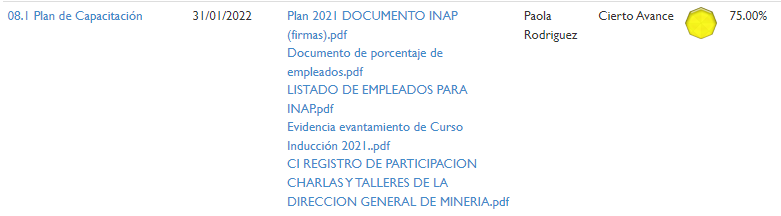 08.1 Plan de Capacitación 31/01/2022 Plan 2021 DOCUMENTO INAP Paola Cierto Avance 75.00%
(firmas).pdf Rodriguez
Documento de porcentaje de
empleados.pdf
LISTADO DE EMPLEADOS PARA
INAP.pdf
Evidencia evantamiento de Curso
Inducción 2021..pdf
CI REGISTRO DE PARTICIPACION
CHARLAS Y TALLERES DE LA
DIRECCION GENERAL DE MINERIA.pdf